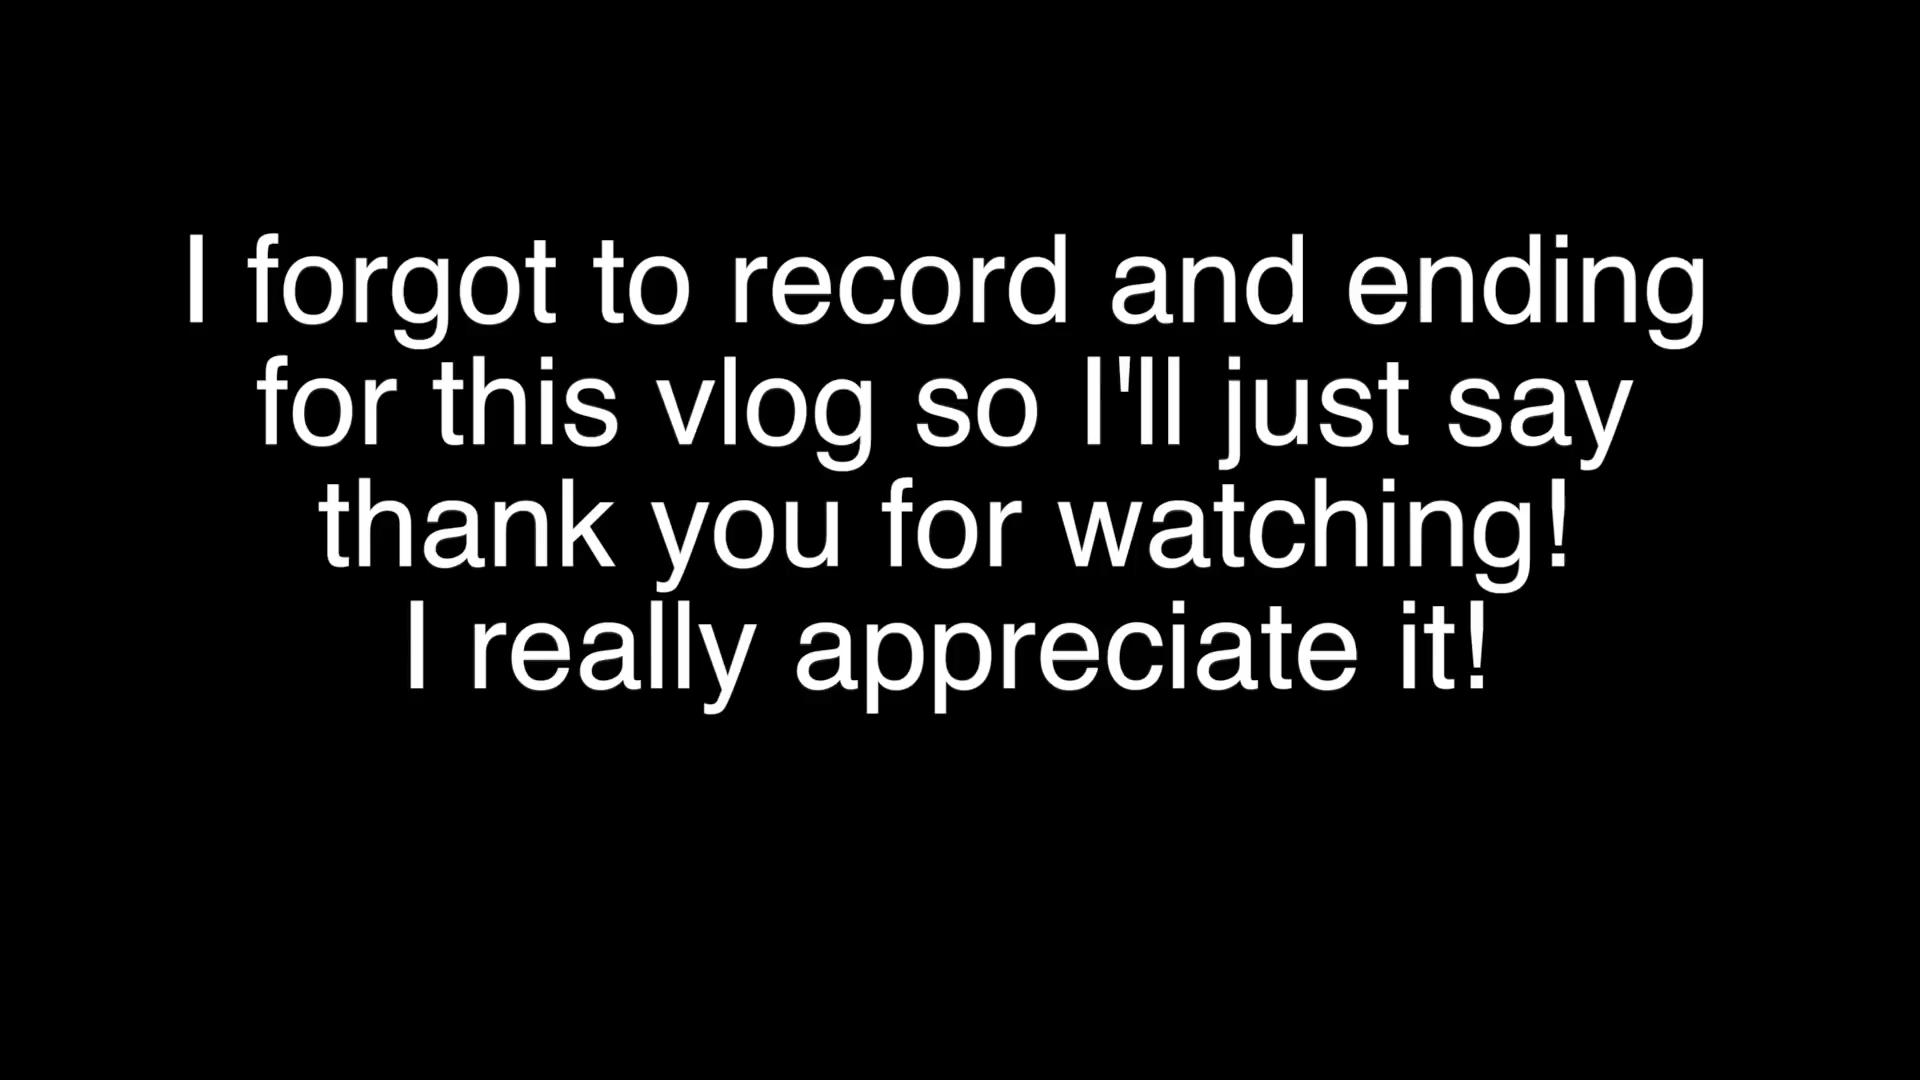 I forgot to record and ending
for this vlog so I'll just say
thank you for watching!
I really appreciate it!